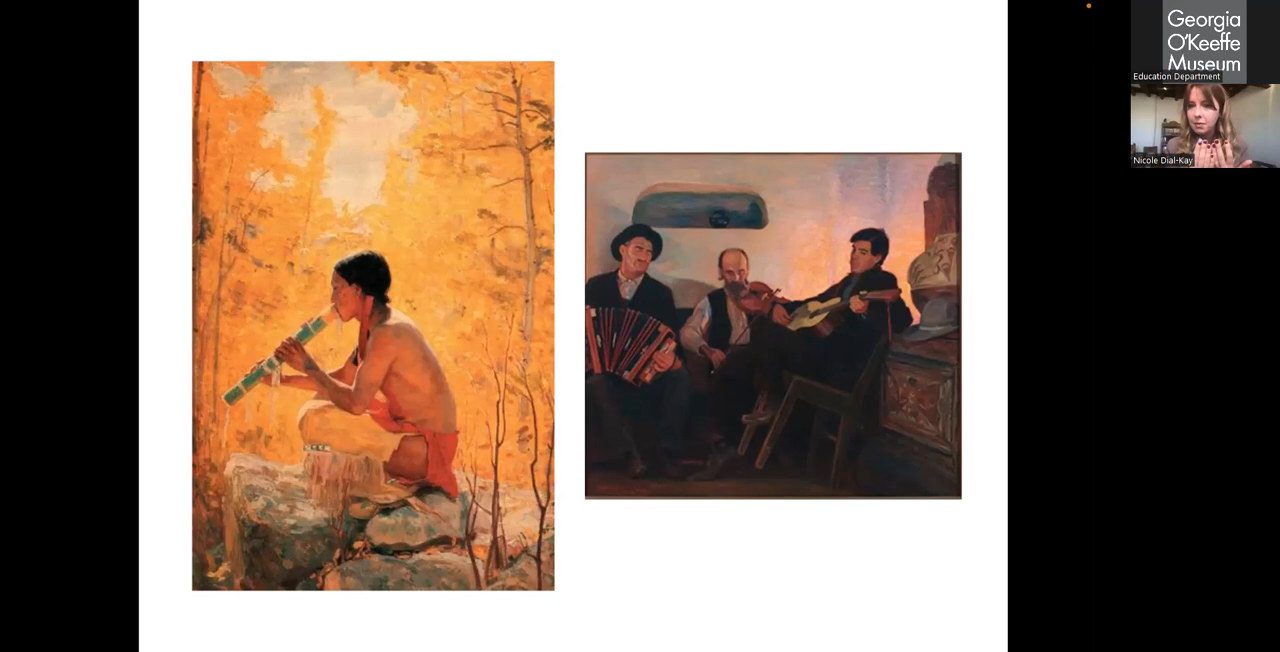 Georgia
O'Keeffe
Museum
Education Department
Nicole Dial-Kay